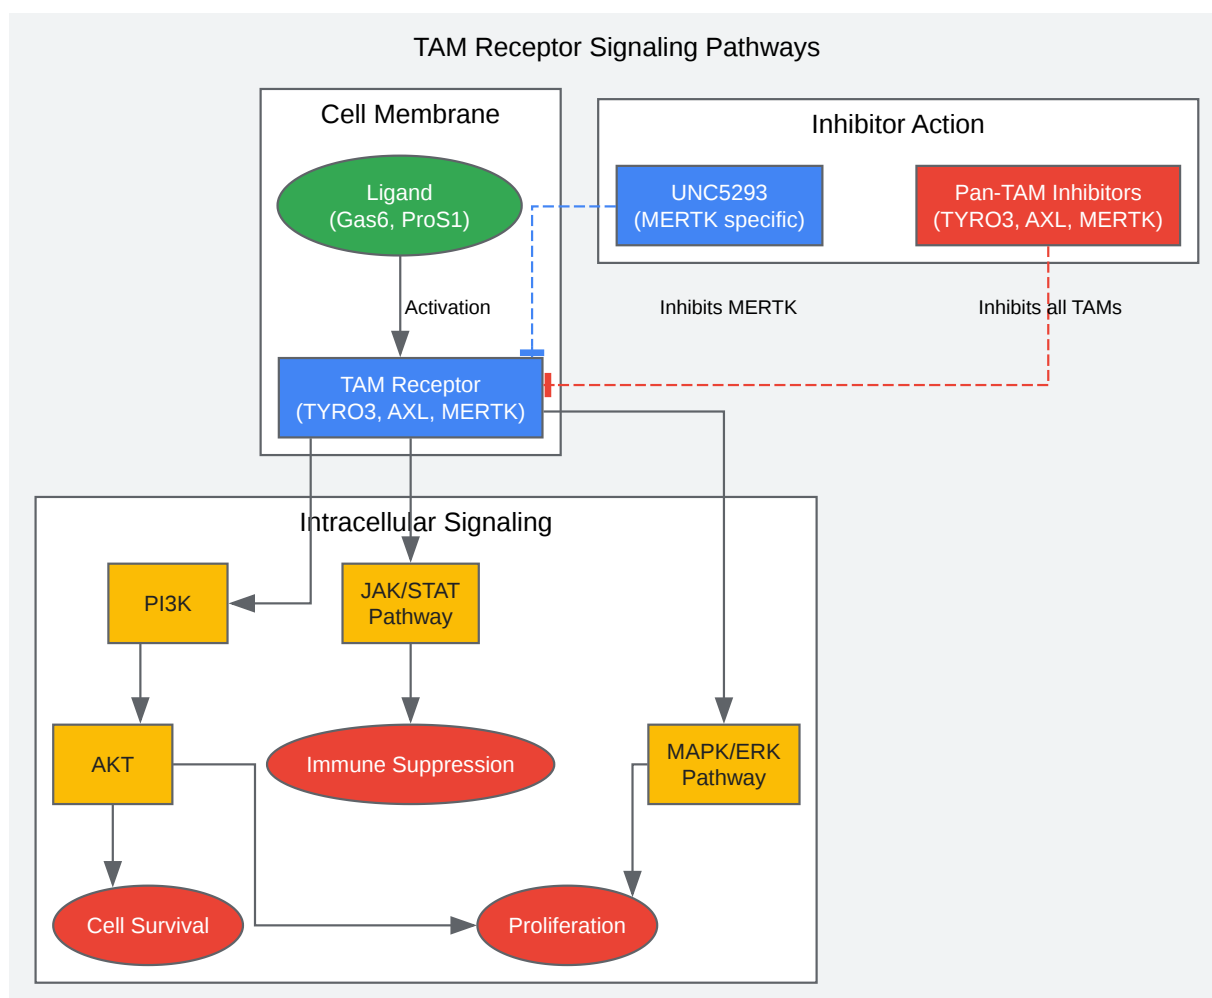 TAM Receptor Signaling Pathways
Cell Membrane
Inhibitor Action
Ligand
(Gas6, ProS1)
UNC5293
(MERTK specific)
Pan-TAM Inhibitors
(TYRO3, AXL, MERTK)
Activation
Inhibits MERTK
Inhibits all TAMs
TAM Receptor
(TYRO3, AXL, MERTK)
Intracellular Signaling
PI3K
JAK/STAT
Pathway
AKT
Immune Suppression
MAPK/ERK
Pathway
Cell Survival
Proliferation